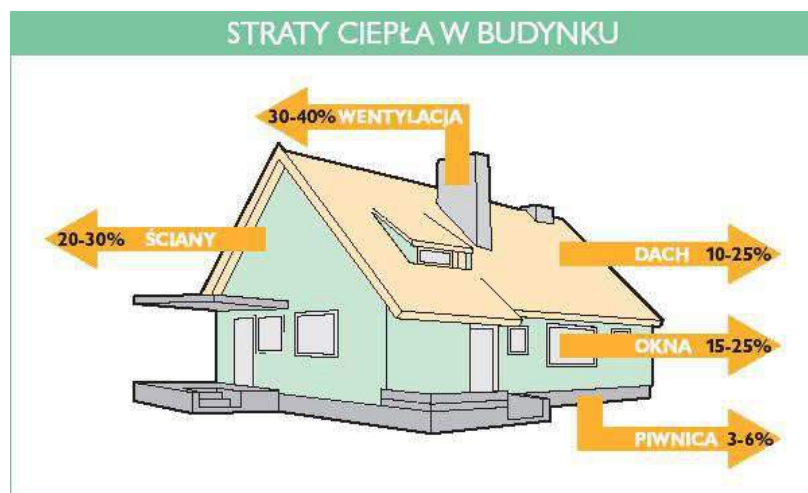 STRATY CIEPŁA W BUDYNKU
30-40% WENTYLACJA
20-30% ŚCIANY
DACH 10-25%
OKNA 15-25%
PIWNICA 3-6%